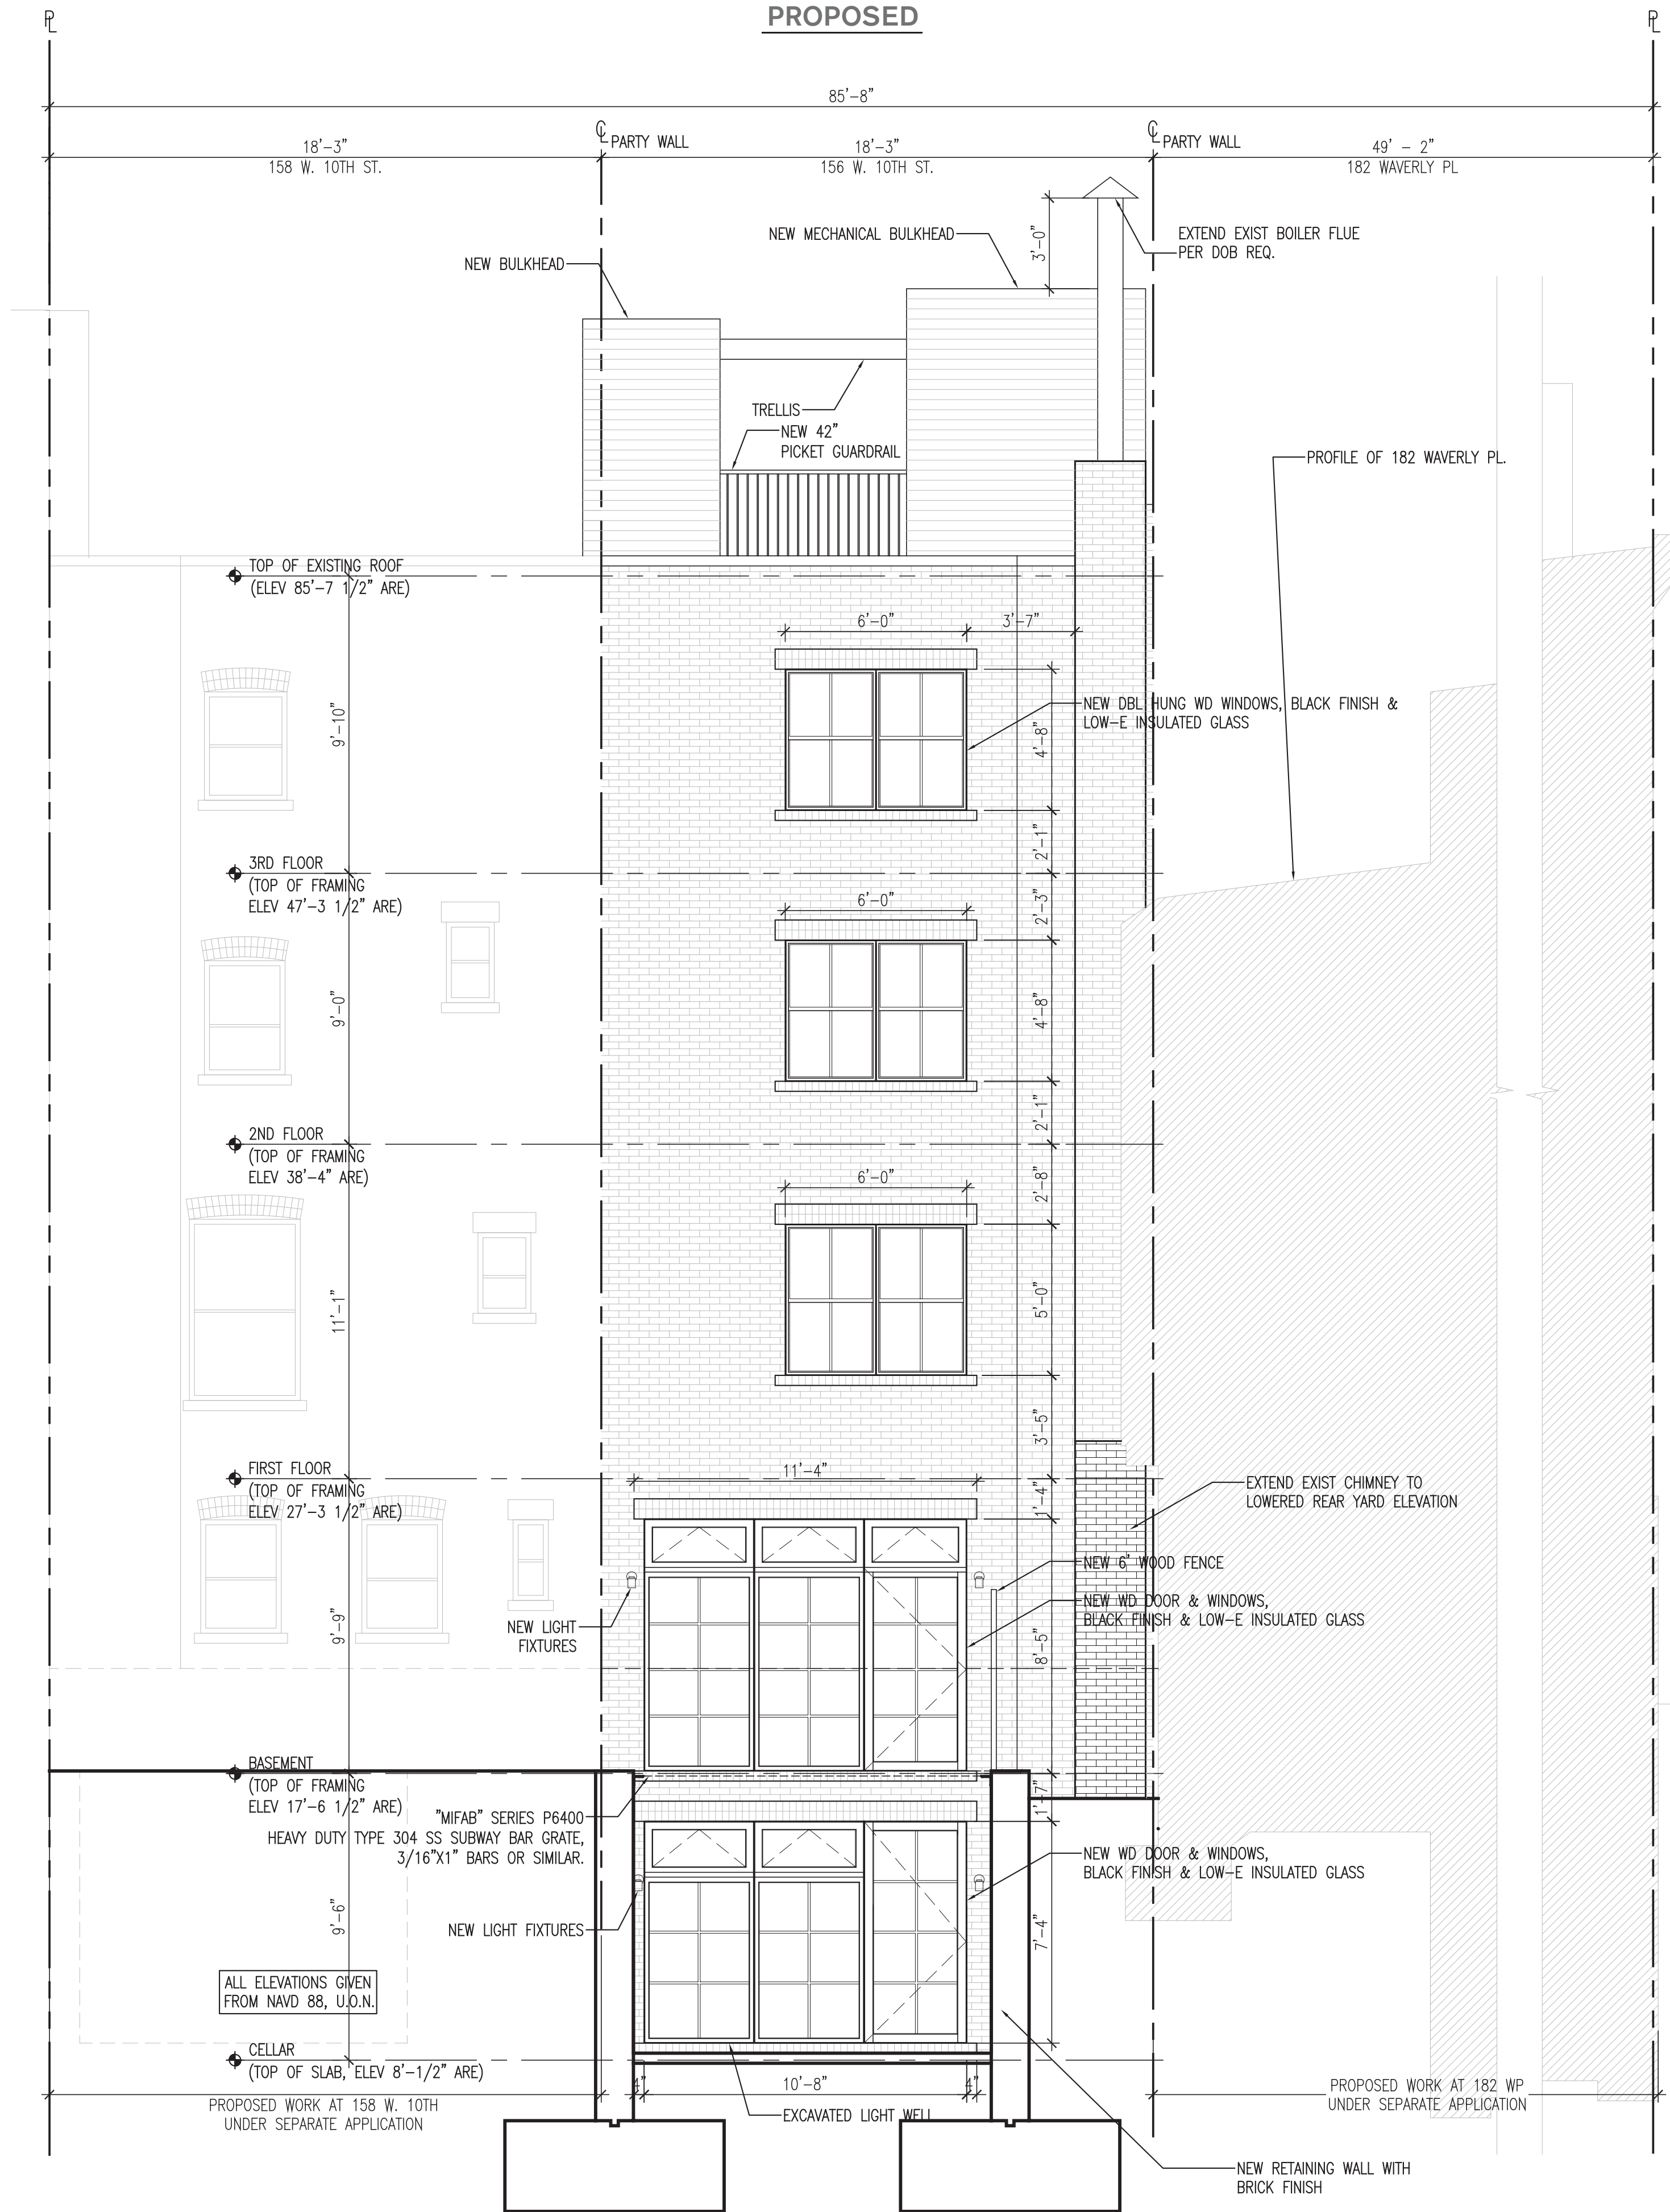 PROPOSED
85'-8"
PARTY WALL
PARTY WALL
18'-3"
158 W. 10TH ST.
18'-3"
156 W. 10TH ST.
49' - 2"
182 WAVERLY PL
NEW BULKHEAD
NEW MECHANICAL BULKHEAD
3'-0"
EXTEND EXIST BOILER FLUE
PER DOB REQ.
TRELLIS
NEW 42"
PICKET GUARDRAIL
PROFILE OF 182 WAVERLY PL.
TOP OF EXISTING ROOF
(ELEV 85'-7 1/2" ARE)
6'-0"
3'-7"
9'-10"
NEW DBL HUNG WD WINDOWS, BLACK FINISH &
LOW-E INSULATED GLASS
4'-8"
2'-1"
3RD FLOOR
(TOP OF FRAMING
ELEV 47'-3 1/2" ARE)
6'-0"
2'-3"
9'-0"
4'-8"
2'-1"
2ND FLOOR
(TOP OF FRAMING
ELEV 38'-4" ARE)
6'-0"
2'-8"
11'-1"
5'-0"
3'-5"
FIRST FLOOR
(TOP OF FRAMING
ELEV 27'-3 1/2" ARE)
11'-4"
1'-4"
EXTEND EXIST CHIMNEY TO
LOWERED REAR YARD ELEVATION
NEW 6' WOOD FENCE
NEW WD DOOR & WINDOWS,
BLACK FINISH & LOW-E INSULATED GLASS
NEW LIGHT
FIXTURES
9'-9"
8'-5"
BASEMENT
(TOP OF FRAMING
ELEV 17'-6 1/2" ARE)
1'-7"
"MIFAB" SERIES P6400
HEAVY DUTY TYPE 304 SS SUBWAY BAR GRATE,
3/16"X1" BARS OR SIMILAR.
NEW WD DOOR & WINDOWS,
BLACK FINISH & LOW-E INSULATED GLASS
NEW LIGHT FIXTURES
9'-6"
7'-4"
ALL ELEVATIONS GIVEN
FROM NAVD 88, U.O.N.
CELLAR
(TOP OF SLAB, ELEV 8'-1/2" ARE)
4"
10'-8"
4"
PROPOSED WORK AT 158 W. 10TH
UNDER SEPARATE APPLICATION
EXCAVATED LIGHT WELL
PROPOSED WORK AT 182 WP
UNDER SEPARATE APPLICATION
NEW RETAINING WALL WITH
BRICK FINISH